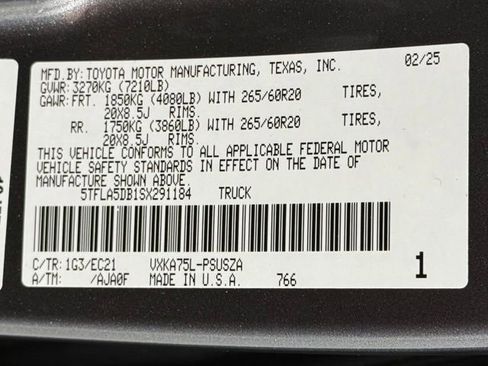 MFD.BY: TOYOTA MOTOR MANUFACTURING, TEXAS, INC. 02/25
GVWR: 3270KG (7210LB)
GAWR: FRT. 1850KG (4080LB) WITH 265/60R20 TIRES,
20X8.5J RIMS.
RR. 1750KG (3860LB) WITH 265/60R20 TIRES,
20X8.5J RIMS.
THIS VEHICLE CONFORMS TO ALL APPLICABLE FEDERAL MOTOR
VEHICLE SAFETY STANDARDS IN EFFECT ON THE DATE OF
MANUFACTURE SHOWN ABOVE.
5TFLA5DB1SX291184 TRUCK
C/TR: 1G3/EC21 VXKA75L-PSUSZA 1
A/TM: /AJA0F MADE IN U.S.A. 766